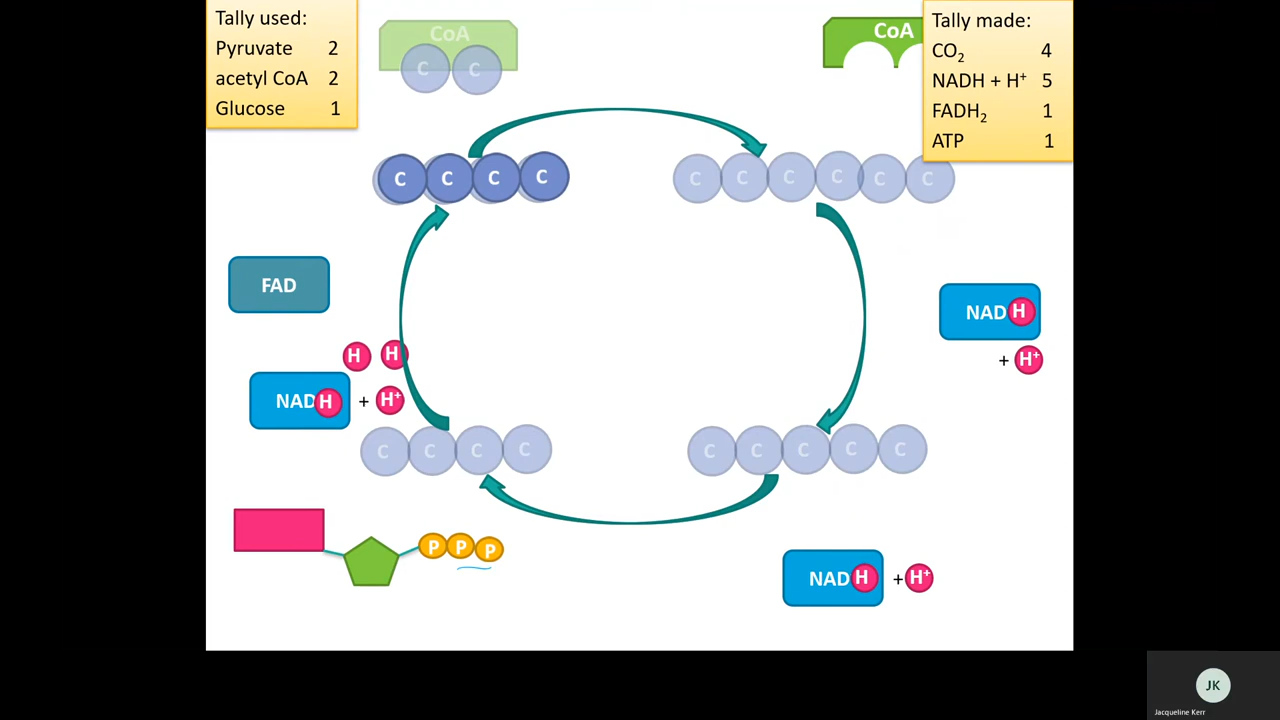 Tally used:
Pyruvate 2
acetyl CoA 2
Glucose 1
CoA
C C
CoA
Tally made:
CO₂ 4
NADH + H⁺ 5
FADH₂ 1
ATP 1
C C C C
C C C C C C
FAD
NAD H
+ H⁺
H H
NAD H + H⁺
C C C C
C C C C C
P P P
NAD H + H⁺
JK
Jacqueline Kerr